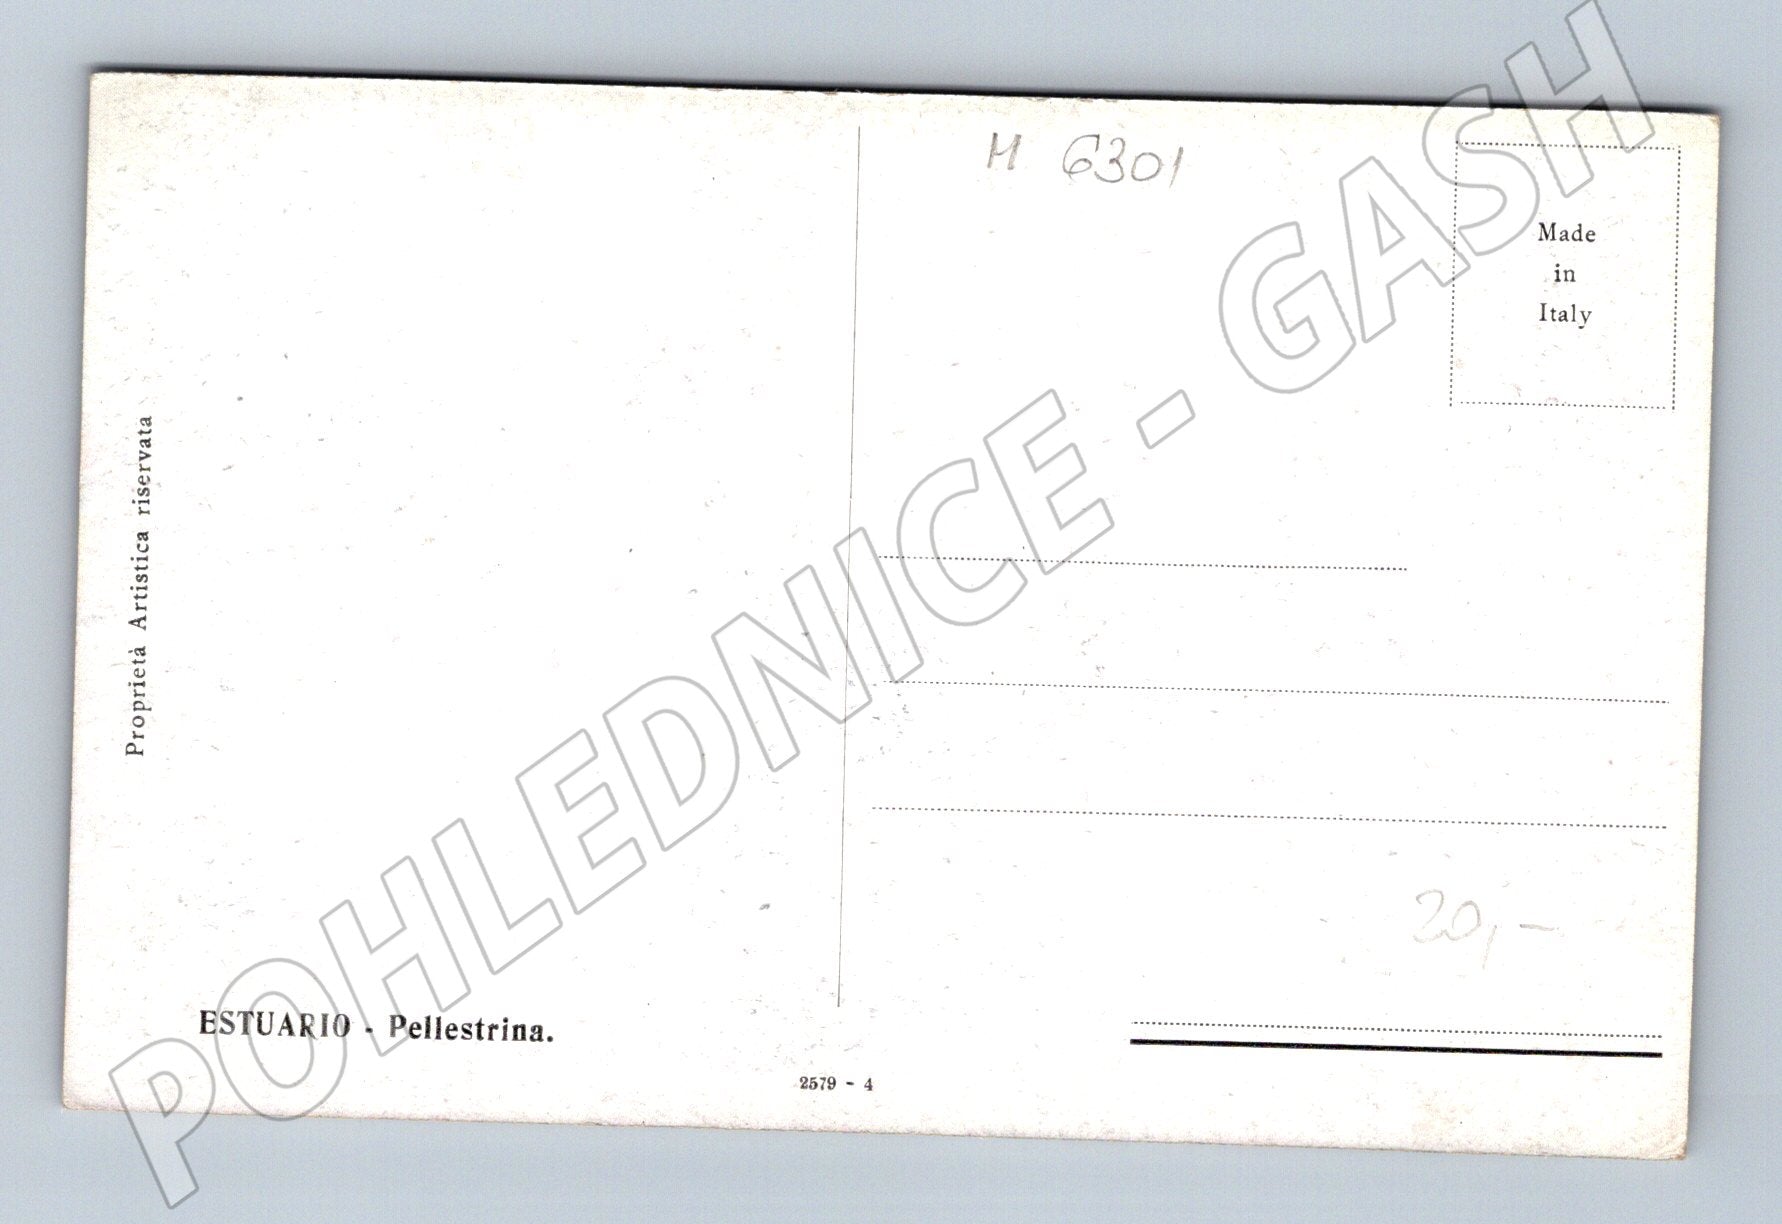 M 6301
Made
in
Italy
Proprietà Artistica riservata
20,-
ESTUARIO - Pellestrina.
2579 - 4
POHLEDNICE - GASH